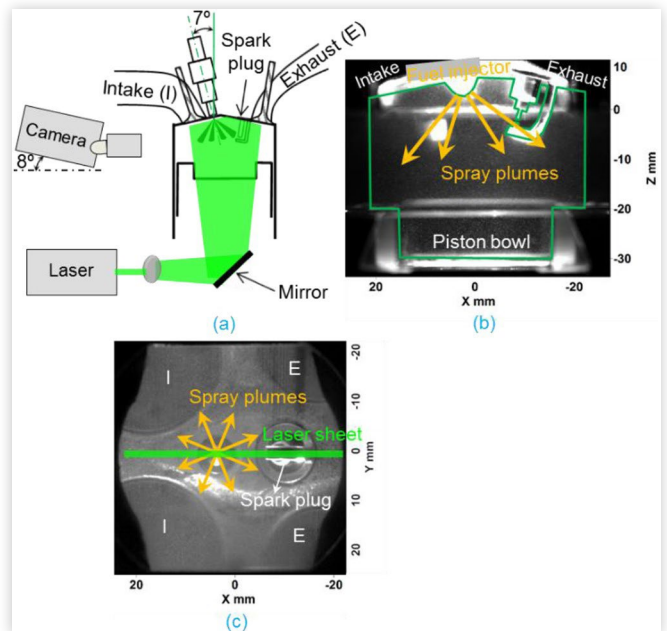 7º
Spark
plug
Exhaust (E)
Intake (I)
Camera
8º
Laser
Mirror
(a)
Intake
Fuel injector
Exhaust
Spray plumes
Piston bowl
10
0
-10
-20
-30
Z mm
20
0
-20
X mm
(b)
I
E
Spray plumes
Laser sheet
Spark plug
I
E
-20
-10
0
10
20
Y mm
20
0
-20
X mm
(c)